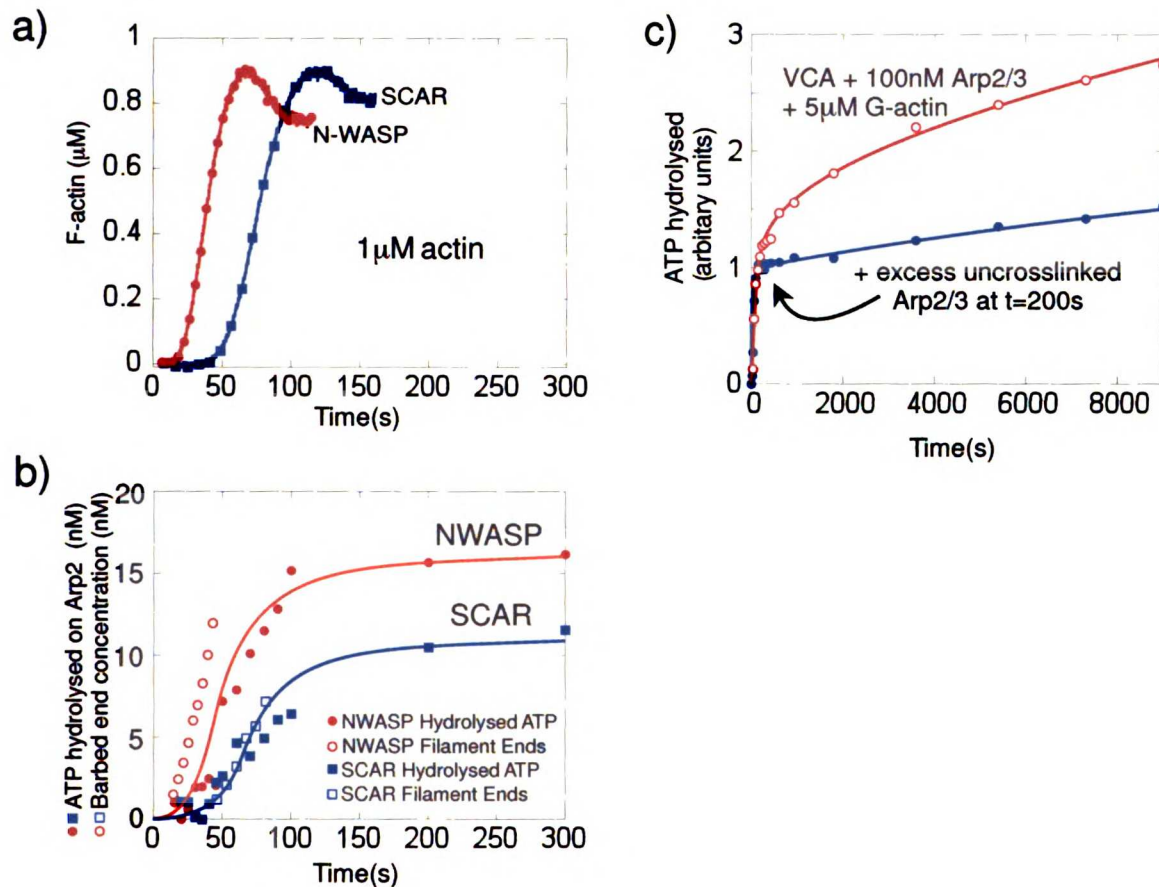 a)
F-actin (μM)
1
0.8
0.6
0.4
0.2
0
SCAR
N-WASP
1μM actin
0 50 100 150 200 250 300
Time(s)
b)
ATP hydrolysed on Arp2 (nM)
Barbed end concentration (nM)
20
15
10
5
0
NWASP
SCAR
NWASP Hydrolysed ATP
NWASP Filament Ends
SCAR Hydrolysed ATP
SCAR Filament Ends
0 50 100 150 200 250 300
Time(s)
c)
ATP hydrolysed
(arbitary units)
3
2
1
0
VCA + 100nM Arp2/3
+ 5μM G-actin
+ excess uncrosslinked
Arp2/3 at t=200s
0 2000 4000 6000 8000
Time(s)